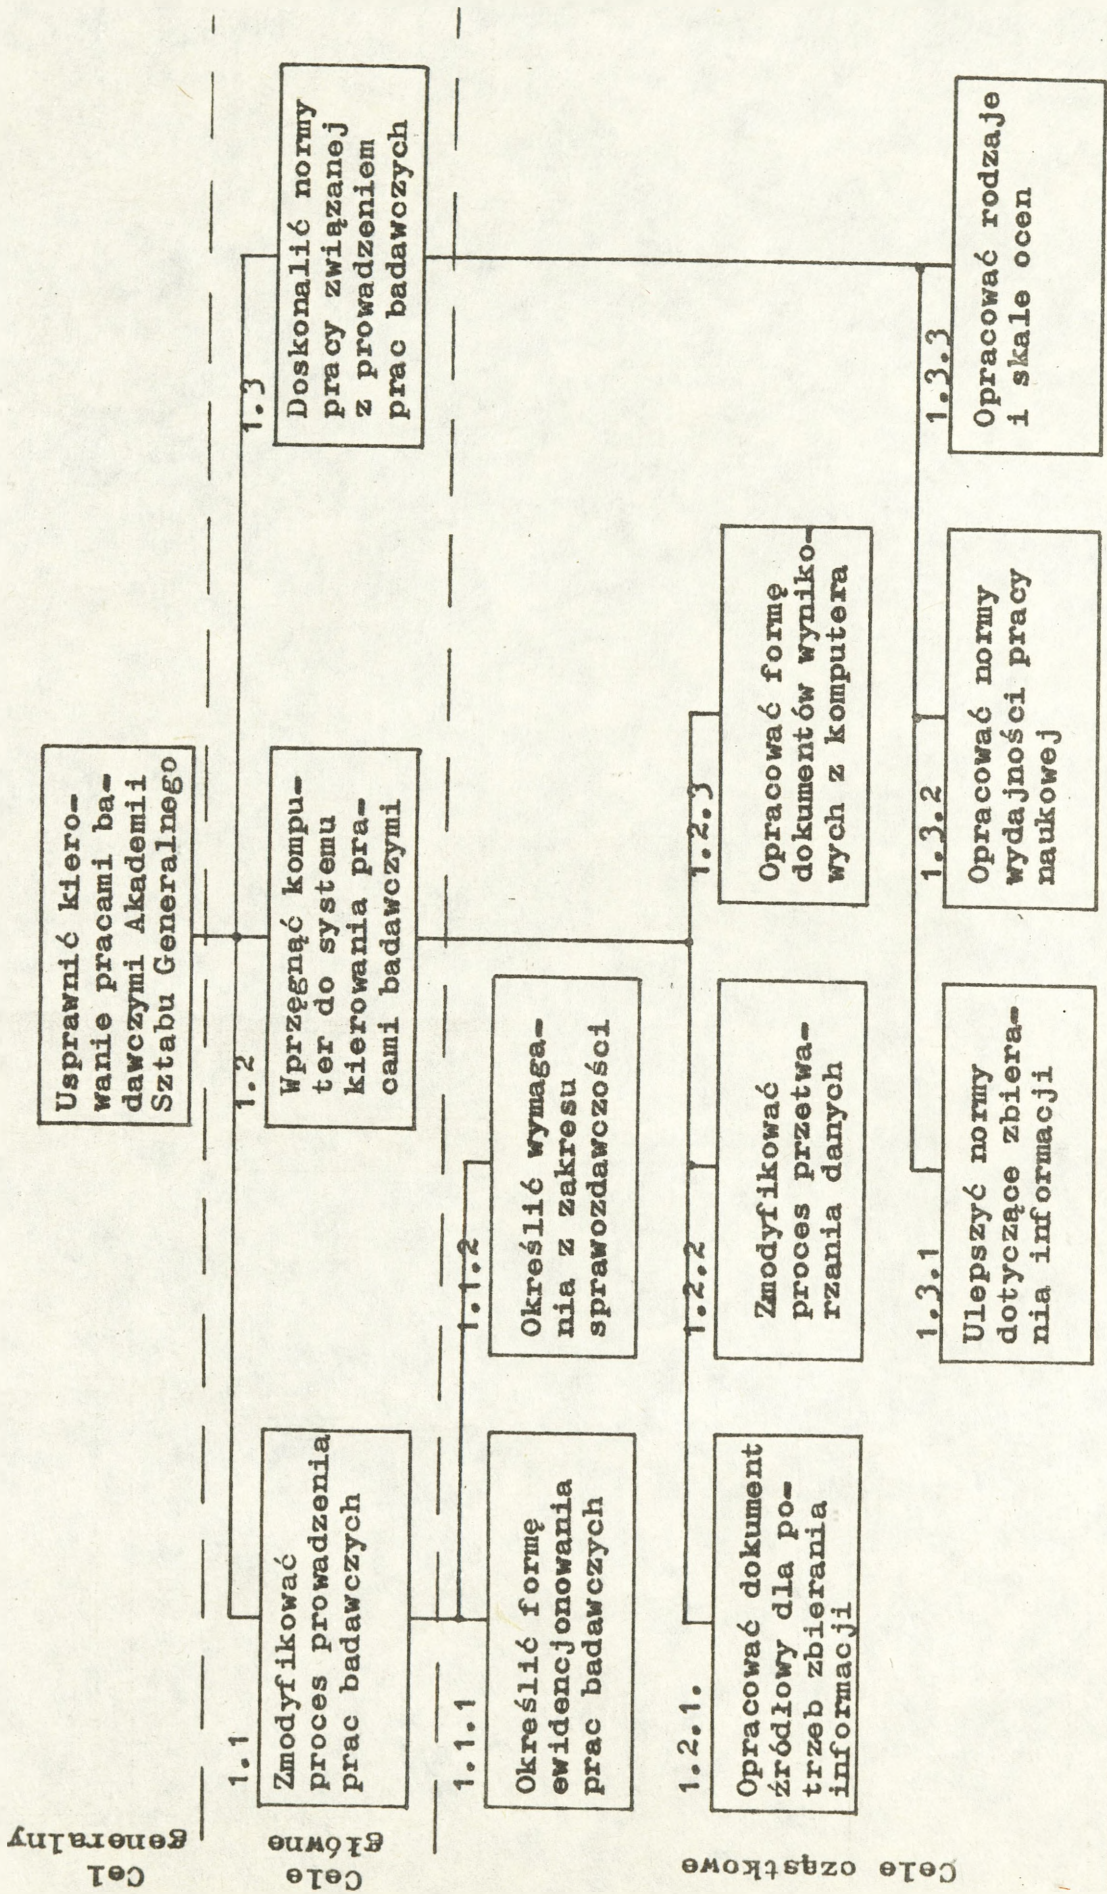 Cel
generalny
Usprawnić kiero-
wanie pracami ba-
dawczymi Akademii
Sztabu Generalnego
Cele
główne
1.1
Zmodyfikować
proces prowadzenia
prac badawczych
1.2
Wprzęgnąć kompu-
ter do systemu
kierowania pra-
cami badawczymi
1.3
Doskonalić normy
pracy związanej
z prowadzeniem
prac badawczych
Cele cząstkowe
1.1.1
Określić formę
ewidencjonowania
prac badawczych
1.1.2
Określić wymaga-
nia z zakresu
sprawozdawczości
1.2.1.
Opracować dokument
źródłowy dla po-
trzeb zbierania
informacji
1.2.2
Zmodyfikować
proces przetwa-
rzania danych
1.2.3
Opracować formę
dokumentów wyniko-
wych z komputera
1.3.1
Ulepszyć normy
dotyczące zbiera-
nia informacji
1.3.2
Opracować normy
wydajności pracy
naukowej
1.3.3
Opracować rodzaje
i skale ocen